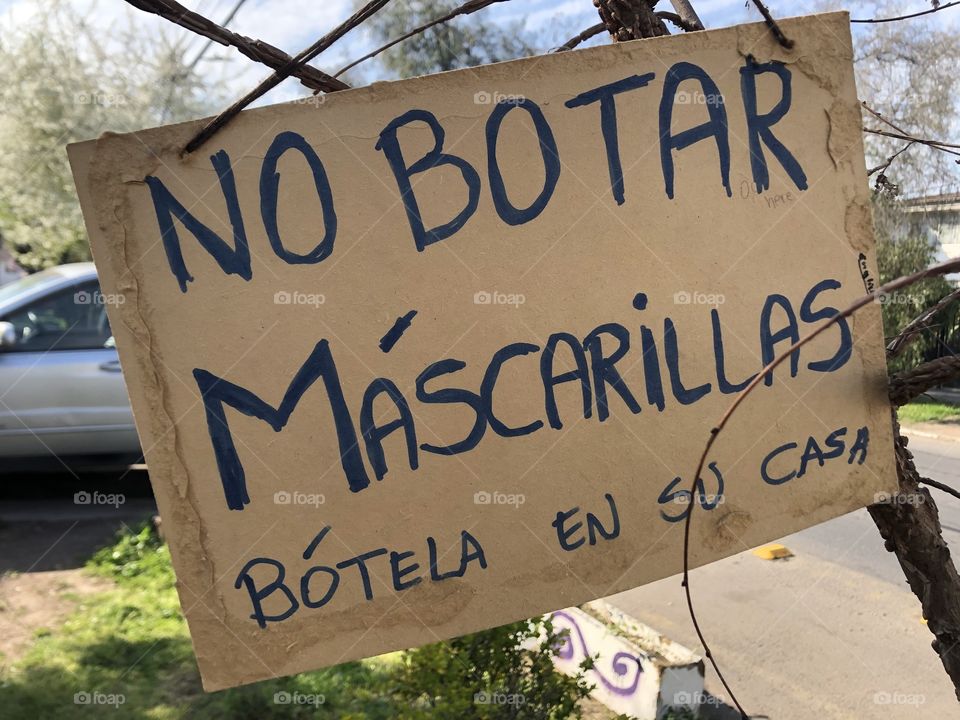 NO BOTAR
MÁSCARillAS
BÓTELA EN SU CASA